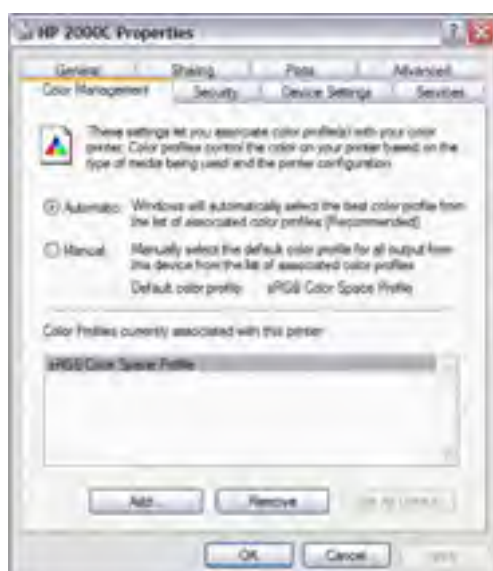 HP 2000C Properties
General Sharing Ports Advanced
Color Management Security Device Settings Services
These settings let you associate color profile(s) with your color
printer. Color profiles control the color on your printer based on the
type of media being used and the printer configuration.
Automatic Windows will automatically select the best color profile from
the list of associated color profiles (Recommended)
Manual Manually select the default color profile for all output from
this device from the list of associated color profiles
Default color profile: sRGB Color Space Profile
Color Profiles currently associated with this printer:
sRGB Color Space Profile
Add... Remove Set As Default
OK Cancel Apply